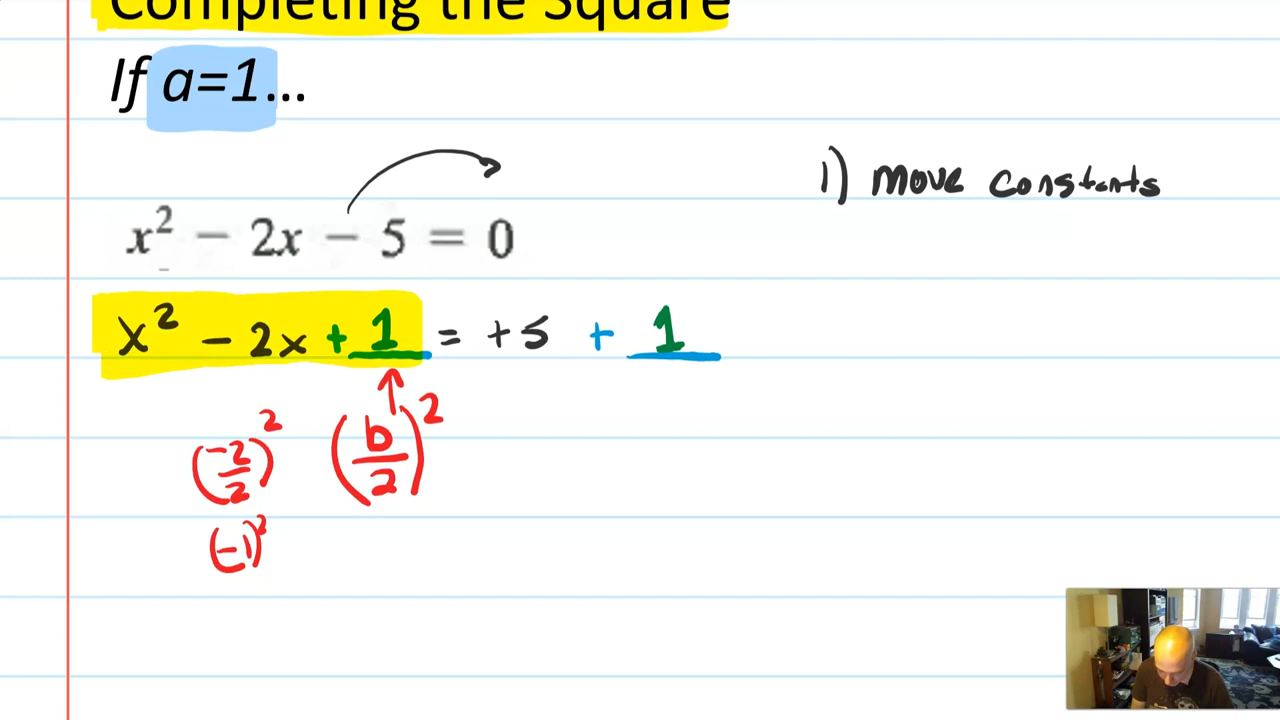 Completing the Square
If a=1...
1) move constants
x² − 2x − 5 = 0
x² − 2x + 1 = +5 + 1
(−2/2)² (b/2)²
(−1)²